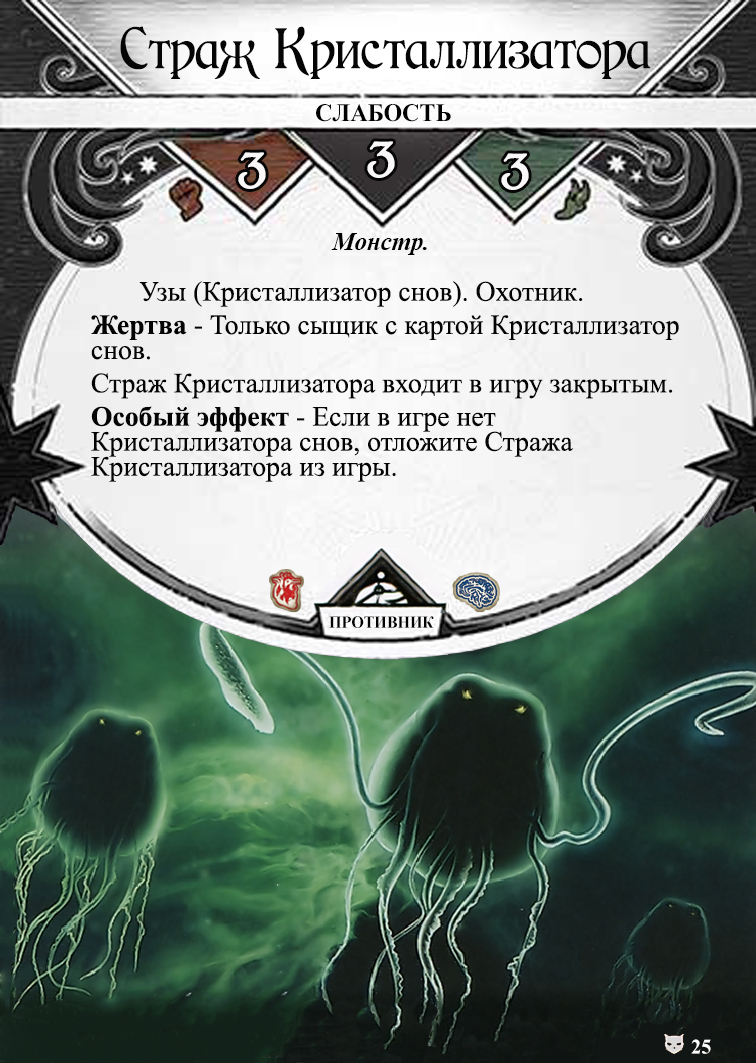 Страж Кристаллизатора
СЛАБОСТЬ
3 3 3
Монстр.
Узы (Кристаллизатор снов). Охотник.
Жертва - Только сыщик с картой Кристаллизатор
снов.
Страж Кристаллизатора входит в игру закрытым.
Особый эффект - Если в игре нет
Кристаллизатора снов, отложите Стража
Кристаллизатора из игры.
ПРОТИВНИК
25